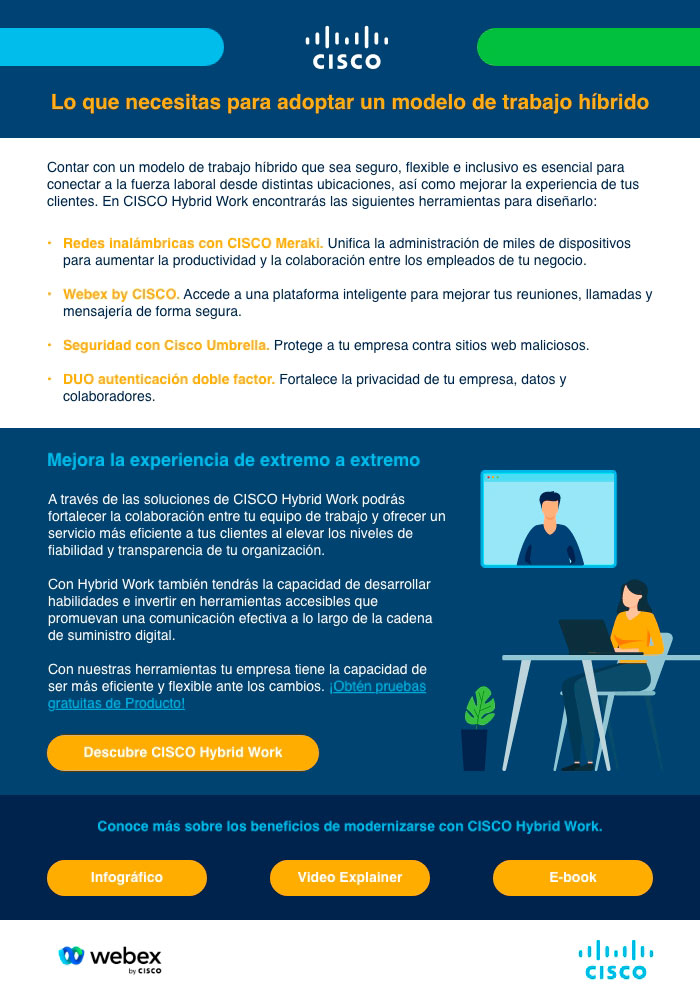 CISCO
Lo que necesitas para adoptar un modelo de trabajo híbrido
Contar con un modelo de trabajo híbrido que sea seguro, flexible e inclusivo es esencial para
conectar a la fuerza laboral desde distintas ubicaciones, así como mejorar la experiencia de tus
clientes. En CISCO Hybrid Work encontrarás las siguientes herramientas para diseñarlo:
• Redes inalámbricas con CISCO Meraki. Unifica la administración de miles de dispositivos
para aumentar la productividad y la colaboración entre los empleados de tu negocio.
• Webex by CISCO. Accede a una plataforma inteligente para mejorar tus reuniones, llamadas y
mensajería de forma segura.
• Seguridad con Cisco Umbrella. Protege a tu empresa contra sitios web maliciosos.
• DUO autenticación doble factor. Fortalece la privacidad de tu empresa, datos y
colaboradores.
Mejora la experiencia de extremo a extremo
A través de las soluciones de CISCO Hybrid Work podrás
fortalecer la colaboración entre tu equipo de trabajo y ofrecer un
servicio más eficiente a tus clientes al elevar los niveles de
fiabilidad y transparencia de tu organización.
Con Hybrid Work también tendrás la capacidad de desarrollar
habilidades e invertir en herramientas accesibles que
promuevan una comunicación efectiva a lo largo de la cadena
de suministro digital.
Con nuestras herramientas tu empresa tiene la capacidad de
ser más eficiente y flexible ante los cambios. ¡Obtén pruebas
gratuitas de Producto!
Descubre CISCO Hybrid Work
Conoce más sobre los beneficios de modernizarse con CISCO Hybrid Work.
Infográfico
Video Explainer
E-book
webex
by CISCO
CISCO